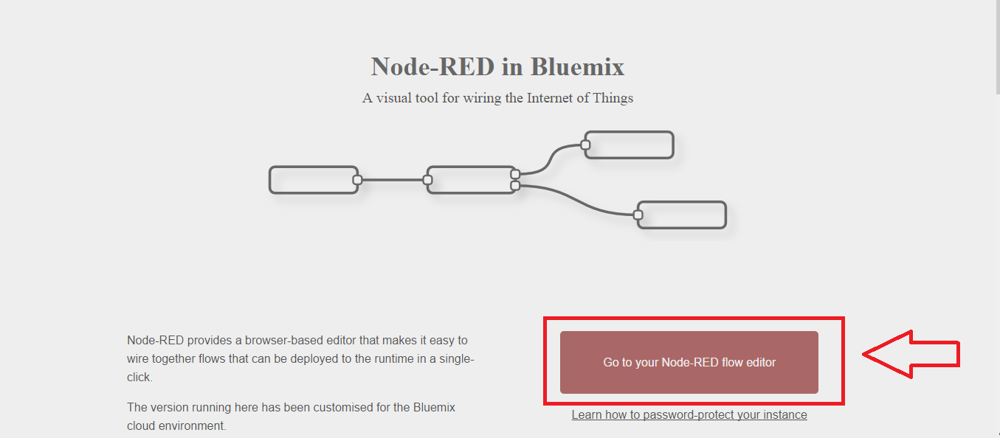 Node-RED in Bluemix
A visual tool for wiring the Internet of Things
Node-RED provides a browser-based editor that makes it easy to
wire together flows that can be deployed to the runtime in a single-
click.
The version running here has been customised for the Bluemix
cloud environment.
Go to your Node-RED flow editor
Learn how to password-protect your instance